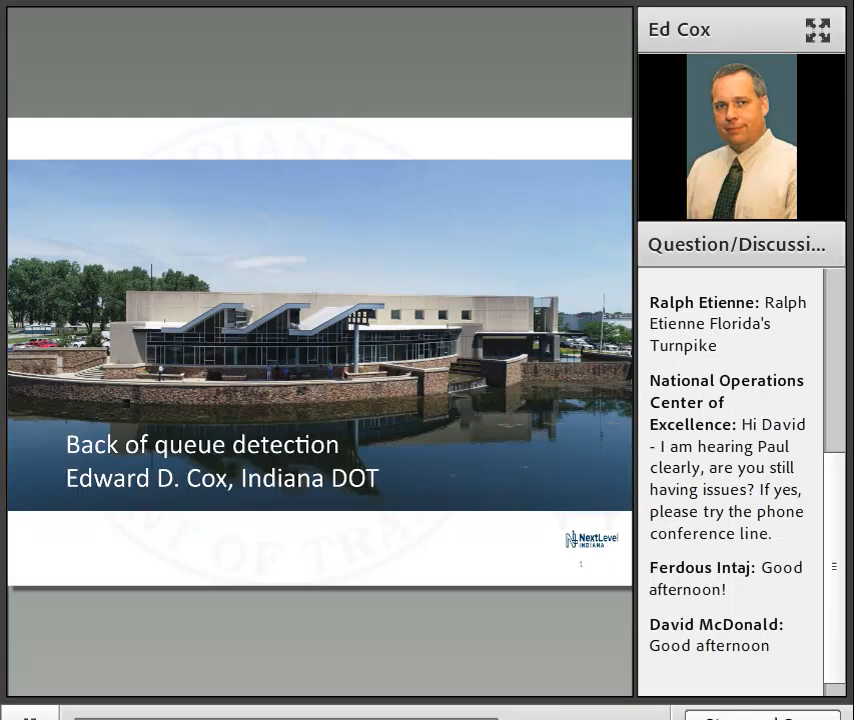 Ed Cox
Back of queue detection
Edward D. Cox, Indiana DOT
NextLevel
INDIANA
1
Question/Discussi...
Ralph Etienne: Ralph
Etienne Florida's
Turnpike
National Operations
Center of
Excellence: Hi David
- I am hearing Paul
clearly, are you still
having issues? If yes,
please try the phone
conference line.
Ferdous Intaj: Good
afternoon!
David McDonald:
Good afternoon